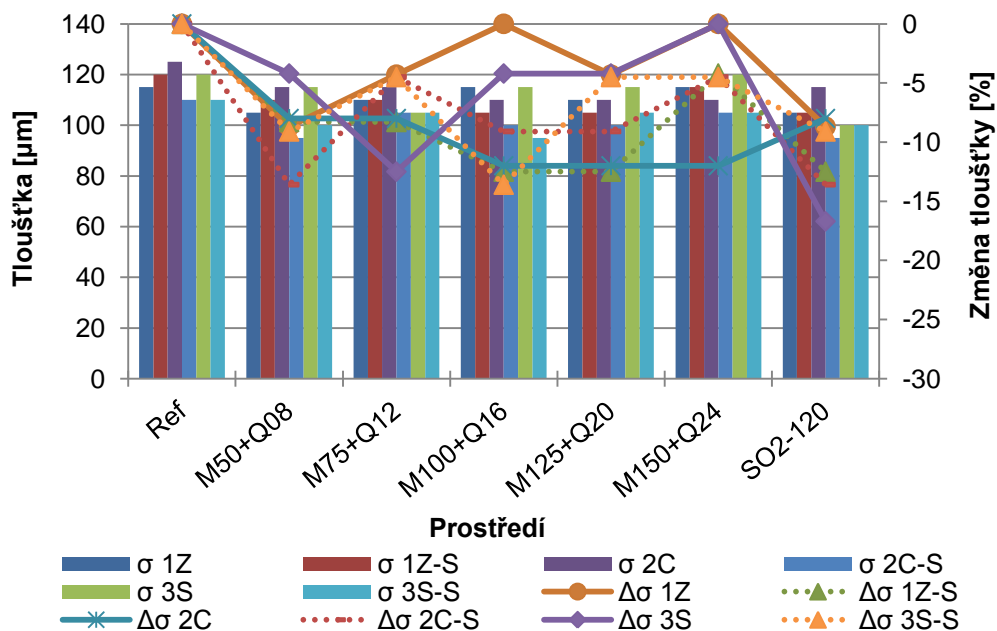 Tloušťka [µm]
140
120
100
80
60
40
20
0
0
-5
-10
-15
-20
-25
-30
Změna tloušťky [%]
Ref
M50+Q08
M75+Q12
M100+Q16
M125+Q20
M150+Q24
SO2-120
Prostředí
σ 1Z
σ 1Z-S
σ 2C
σ 2C-S
σ 3S
σ 3S-S
Δσ 1Z
Δσ 1Z-S
Δσ 2C
Δσ 2C-S
Δσ 3S
Δσ 3S-S